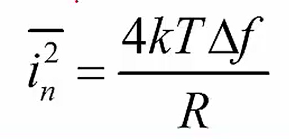 $\overline{i_n^2} = \frac{4kT\Delta f}{R}$